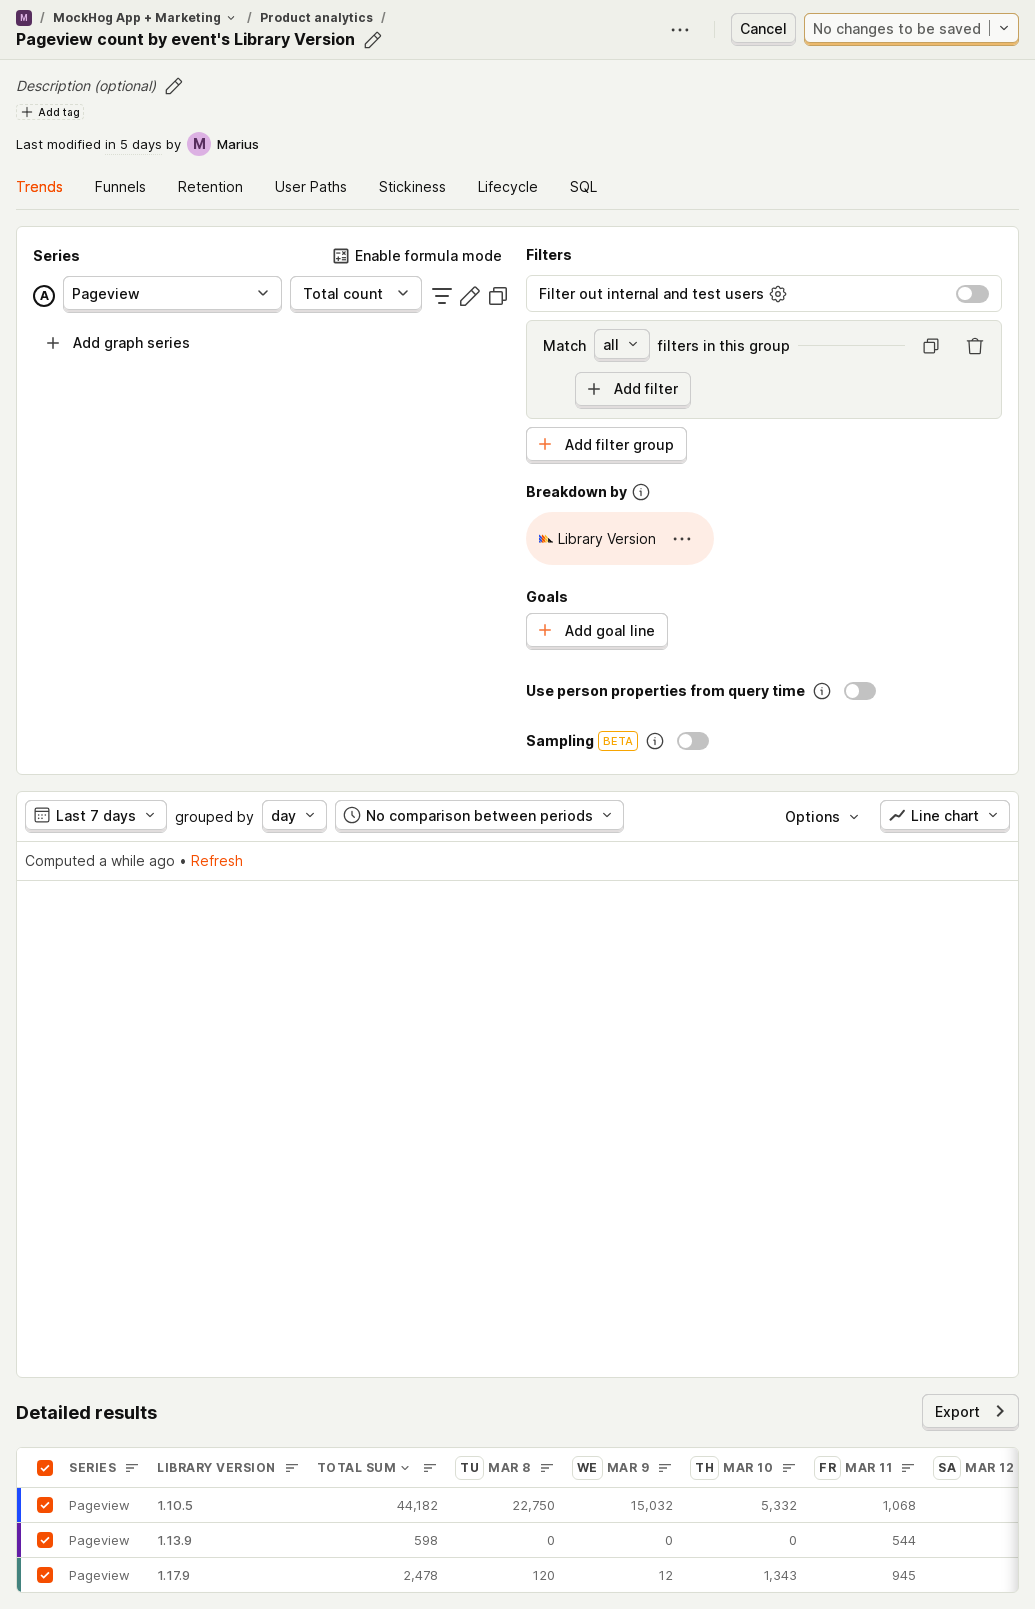 M / MockHog App + Marketing / Product analytics /
Pageview count by event's Library Version
Cancel
No changes to be saved
Description (optional)
Add tag
Last modified in 5 days by M Marius
Trends Funnels Retention User Paths Stickiness Lifecycle SQL
Series
Enable formula mode
A Pageview Total count
Add graph series
Filters
Filter out internal and test users
Match all filters in this group
Add filter
Add filter group
Breakdown by
Library Version
Goals
Add goal line
Use person properties from query time
Sampling BETA
Last 7 days grouped by day No comparison between periods Options Line chart
Computed a while ago • Refresh
Detailed results
Export
SERIES LIBRARY VERSION TOTAL SUM TU MAR 8 WE MAR 9 TH MAR 10 FR MAR 11 SA MAR 12
Pageview 1.10.5 44,182 22,750 15,032 5,332 1,068
Pageview 1.13.9 598 0 0 0 544
Pageview 1.17.9 2,478 120 12 1,343 945